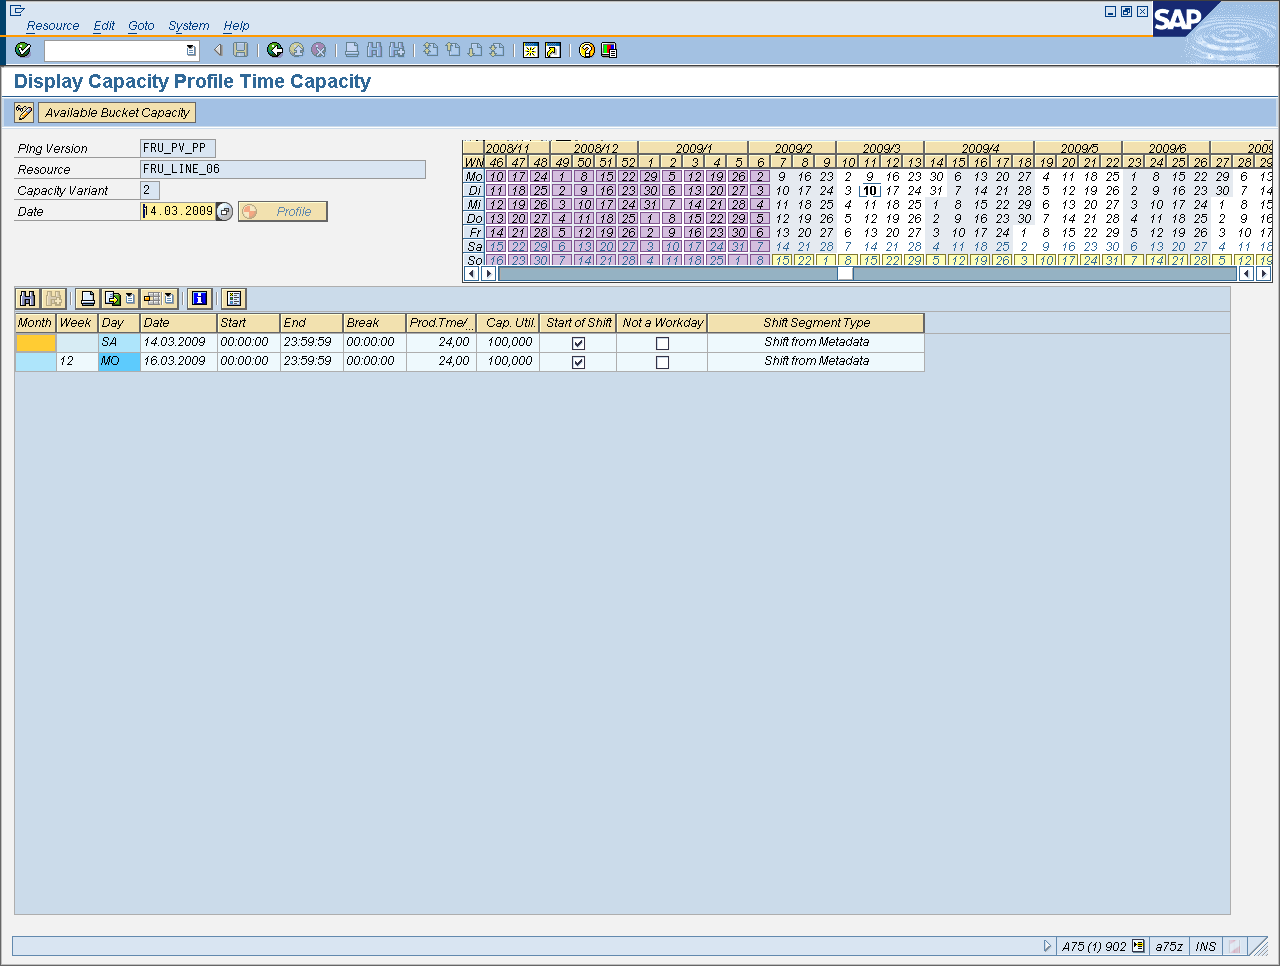 Resource Edit Goto System Help
SAP
Display Capacity Profile Time Capacity
Available Bucket Capacity
Plng Version FRU_PV_PP
Resource FRU_LINE_06
Capacity Variant 2
Date 14.03.2009 Profile
2008/11 2008/12 2009/1 2009/2 2009/3 2009/4 2009/5 2009/6
WN 46 47 48 49 50 51 52 1 2 3 4 5 6 7 8 9 10 11 12 13 14 15 16 17 18 19 20 21 22 23 24 25 26 27 28 29
Mo 10 17 24 1 8 15 22 29 5 12 19 26 2 9 16 23 2 9 16 23 30 6 13 20 27 4 11 18 25 1 8 15 22 29 6 13
Di 11 18 25 2 9 16 23 30 6 13 20 27 3 10 17 24 3 10 17 24 31 7 14 21 28 5 12 19 26 2 9 16 23 30 7 14
Mi 12 19 26 3 10 17 24 31 7 14 21 28 4 11 18 25 4 11 18 25 1 8 15 22 29 6 13 20 27 3 10 17 24 1 8 15
Do 13 20 27 4 11 18 25 1 8 15 22 29 5 12 19 26 5 12 19 26 2 9 16 23 30 7 14 21 28 4 11 18 25 2 9 16
Fr 14 21 28 5 12 19 26 2 9 16 23 30 6 13 20 27 6 13 20 27 3 10 17 24 1 8 15 22 29 5 12 19 26 3 10 17
Sa 15 22 29 6 13 20 27 3 10 17 24 31 7 14 21 28 7 14 21 28 4 11 18 25 2 9 16 23 30 6 13 20 27 4 11 18
So 16 23 30 7 14 21 28 4 11 18 25 1 8 15 22 1 8 15 22 29 5 12 19 26 3 10 17 24 31 7 14 21 28 5 12 19
Month Week Day Date Start End Break Prod.Tme/... Cap. Util. Start of Shift Not a Workday Shift Segment Type
SA 14.03.2009 00:00:00 23:59:59 00:00:00 24,00 100,000 Shift from Metadata
12 MO 16.03.2009 00:00:00 23:59:59 00:00:00 24,00 100,000 Shift from Metadata
A75 (1) 902 a75z INS